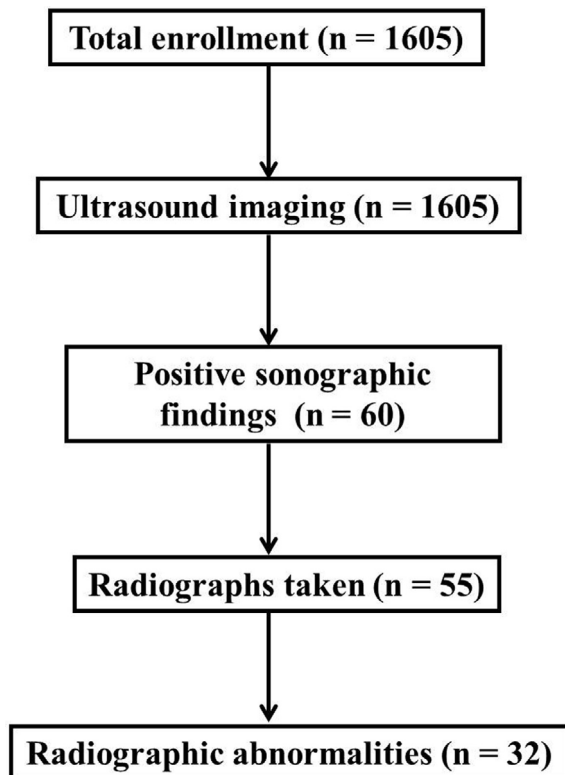 Total enrollment (n = 1605)
Ultrasound imaging (n = 1605)
Positive sonographic
findings (n = 60)
Radiographs taken (n = 55)
Radiographic abnormalities (n = 32)